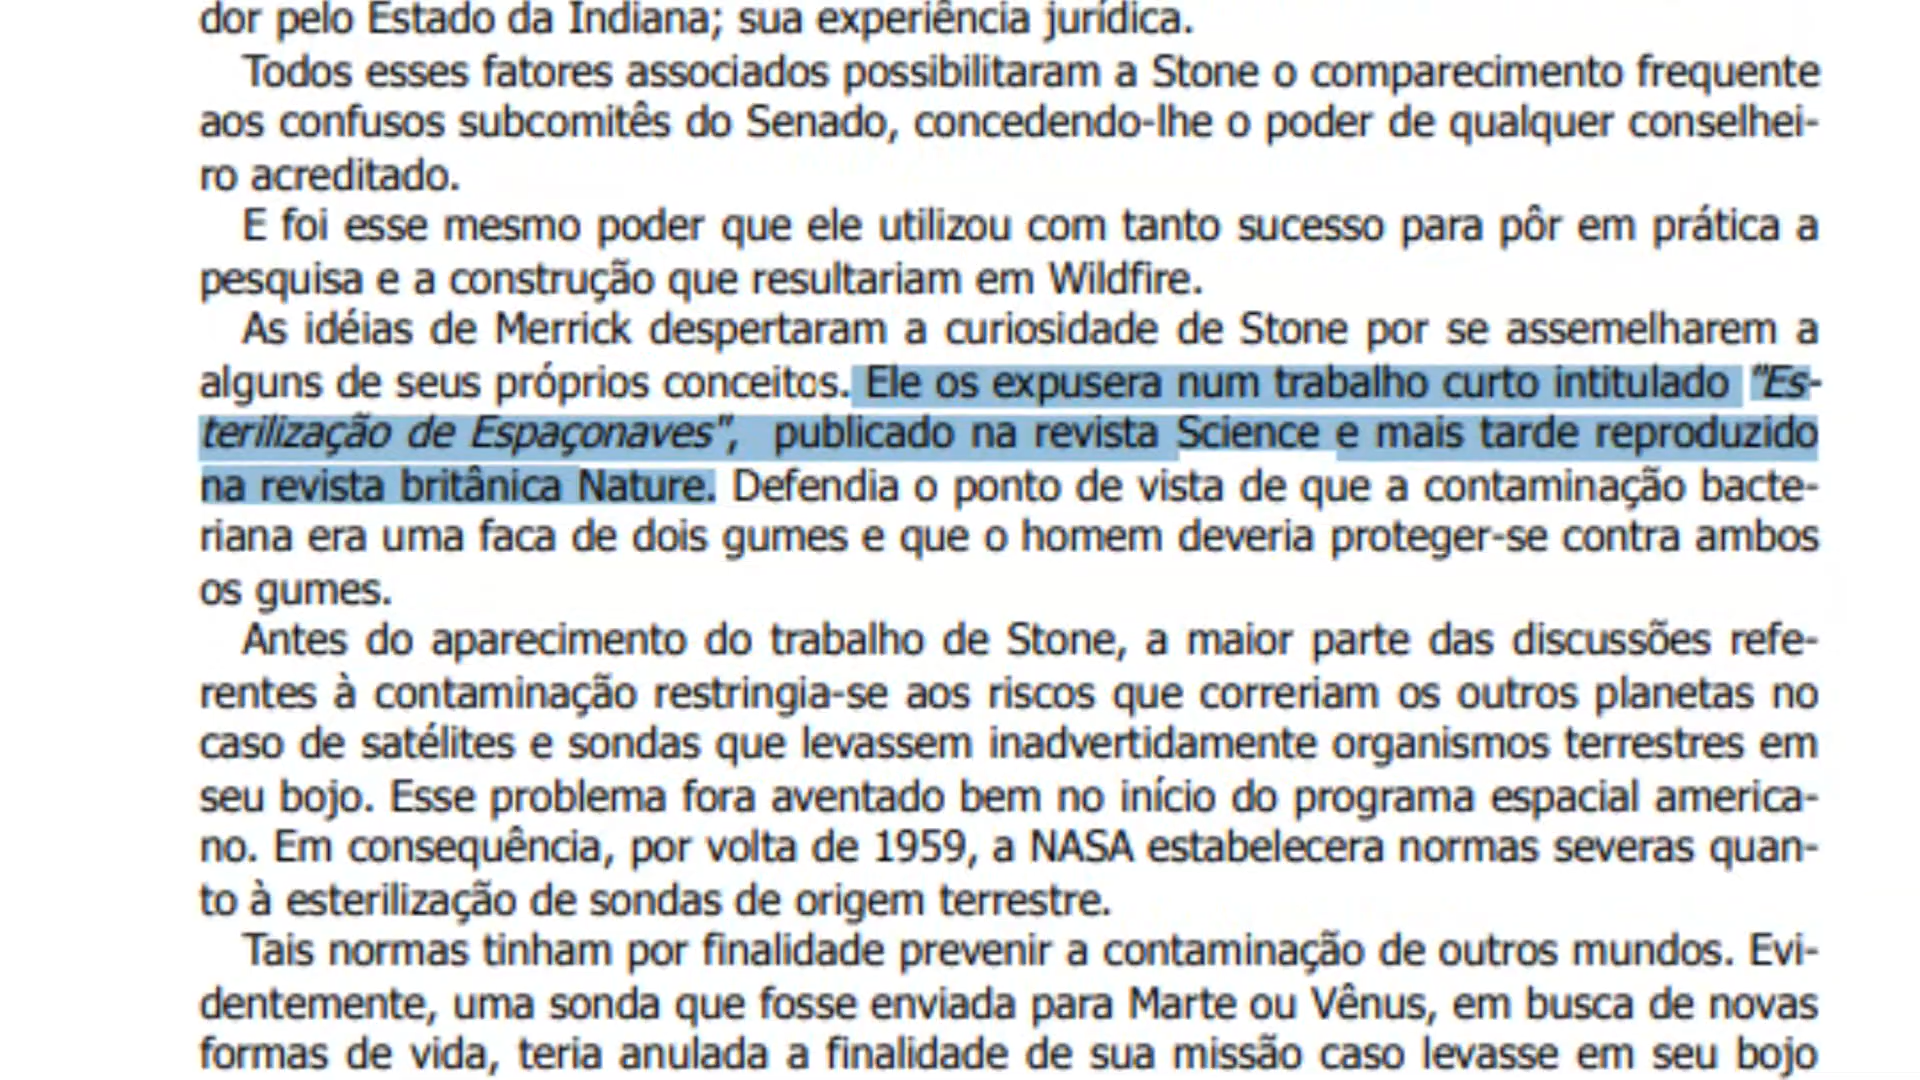 dor pelo Estado da Indiana; sua experiência jurídica.
Todos esses fatores associados possibilitaram a Stone o comparecimento frequente
aos confusos subcomitês do Senado, concedendo-lhe o poder de qualquer conselhei-
ro acreditado.
E foi esse mesmo poder que ele utilizou com tanto sucesso para pôr em prática a
pesquisa e a construção que resultariam em Wildfire.
As idéias de Merrick despertaram a curiosidade de Stone por se assemelharem a
alguns de seus próprios conceitos. Ele os expusera num trabalho curto intitulado "Es-
terilização de Espaçonaves", publicado na revista Science e mais tarde reproduzido
na revista britânica Nature. Defendia o ponto de vista de que a contaminação bacte-
riana era uma faca de dois gumes e que o homem deveria proteger-se contra ambos
os gumes.
Antes do aparecimento do trabalho de Stone, a maior parte das discussões refe-
rentes à contaminação restringia-se aos riscos que correriam os outros planetas no
caso de satélites e sondas que levassem inadvertidamente organismos terrestres em
seu bojo. Esse problema fora aventado bem no início do programa espacial america-
no. Em consequência, por volta de 1959, a NASA estabelecera normas severas quan-
to à esterilização de sondas de origem terrestre.
Tais normas tinham por finalidade prevenir a contaminação de outros mundos. Evi-
dentemente, uma sonda que fosse enviada para Marte ou Vênus, em busca de novas
formas de vida, teria anulada a finalidade de sua missão caso levasse em seu bojo